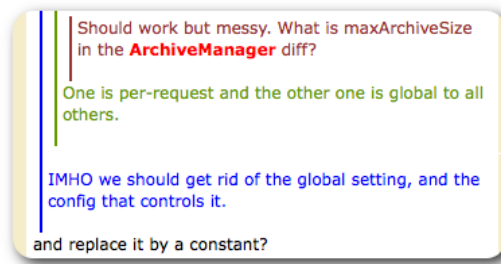 Should work but messy. What is maxArchiveSize
in the ArchiveManager diff?
One is per-request and the other one is global to all
others.
IMHO we should get rid of the global setting, and the
config that controls it.
and replace it by a constant?